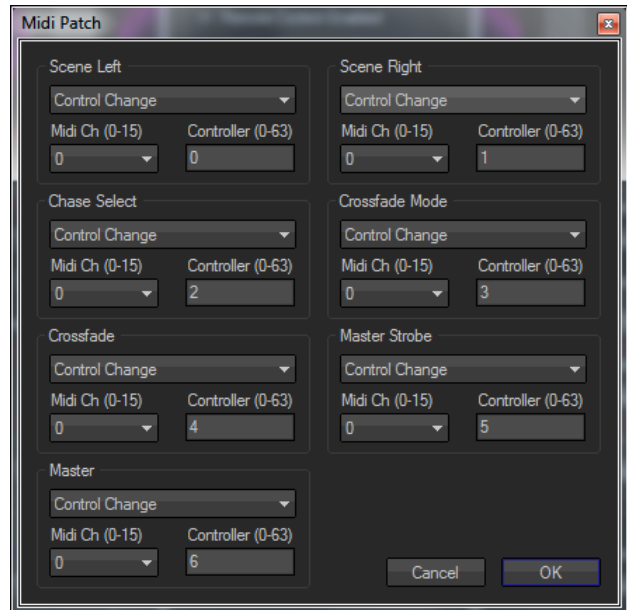 Midi Patch
Scene Left
Control Change
Midi Ch (0-15) Controller (0-63)
0 0
Scene Right
Control Change
Midi Ch (0-15) Controller (0-63)
0 1
Chase Select
Control Change
Midi Ch (0-15) Controller (0-63)
0 2
Crossfade Mode
Control Change
Midi Ch (0-15) Controller (0-63)
0 3
Crossfade
Control Change
Midi Ch (0-15) Controller (0-63)
0 4
Master Strobe
Control Change
Midi Ch (0-15) Controller (0-63)
0 5
Master
Control Change
Midi Ch (0-15) Controller (0-63)
0 6
Cancel OK